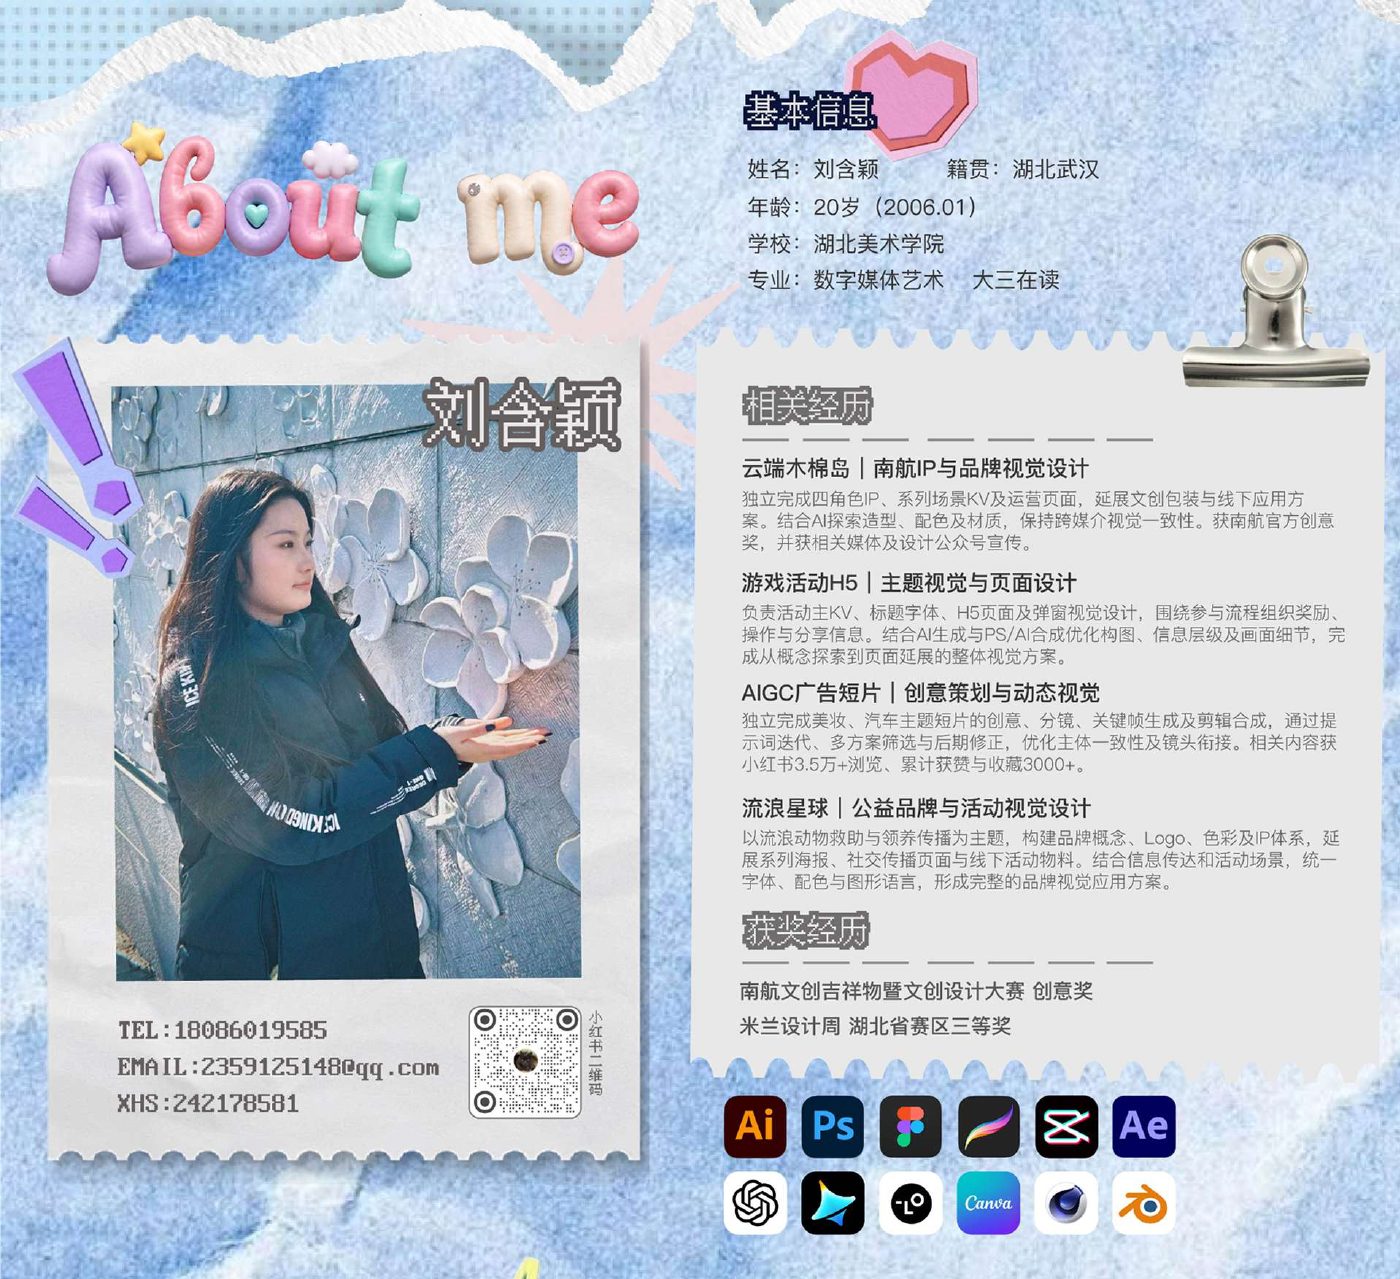 About me
刘含颖
ICE KINGDOM
TEL:18086019585
EMAIL:2359125148@qq.com
XHS:242178581
小红书二维码
基本信息
姓名：刘含颖 籍贯：湖北武汉
年龄：20岁（2006.01）
学校：湖北美术学院
专业：数字媒体艺术 大三在读
相关经历
云端木棉岛｜南航IP与品牌视觉设计
独立完成四角色IP、系列场景KV及运营页面，延展文创包装与线下应用方
案。结合AI探索造型、配色及材质，保持跨媒介视觉一致性。获南航官方创意
奖，并获相关媒体及设计公众号宣传。
游戏活动H5｜主题视觉与页面设计
负责活动主KV、标题字体、H5页面及弹窗视觉设计，围绕参与流程组织奖励、
操作与分享信息。结合AI生成与PS/AI合成优化构图、信息层级及画面细节，完
成从概念探索到页面延展的整体视觉方案。
AIGC广告短片｜创意策划与动态视觉
独立完成美妆、汽车主题短片的创意、分镜、关键帧生成及剪辑合成，通过提
示词迭代、多方案筛选与后期修正，优化主体一致性及镜头衔接。相关内容获
小红书3.5万+浏览、累计获赞与收藏3000+。
流浪星球｜公益品牌与活动视觉设计
以流浪动物救助与领养传播为主题，构建品牌概念、Logo、色彩及IP体系，延
展系列海报、社交传播页面与线下活动物料。结合信息传达和活动场景，统一
字体、配色与图形语言，形成完整的品牌视觉应用方案。
获奖经历
南航文创吉祥物暨文创设计大赛 创意奖
米兰设计周 湖北省赛区三等奖
Ai Ps Ae
Canva